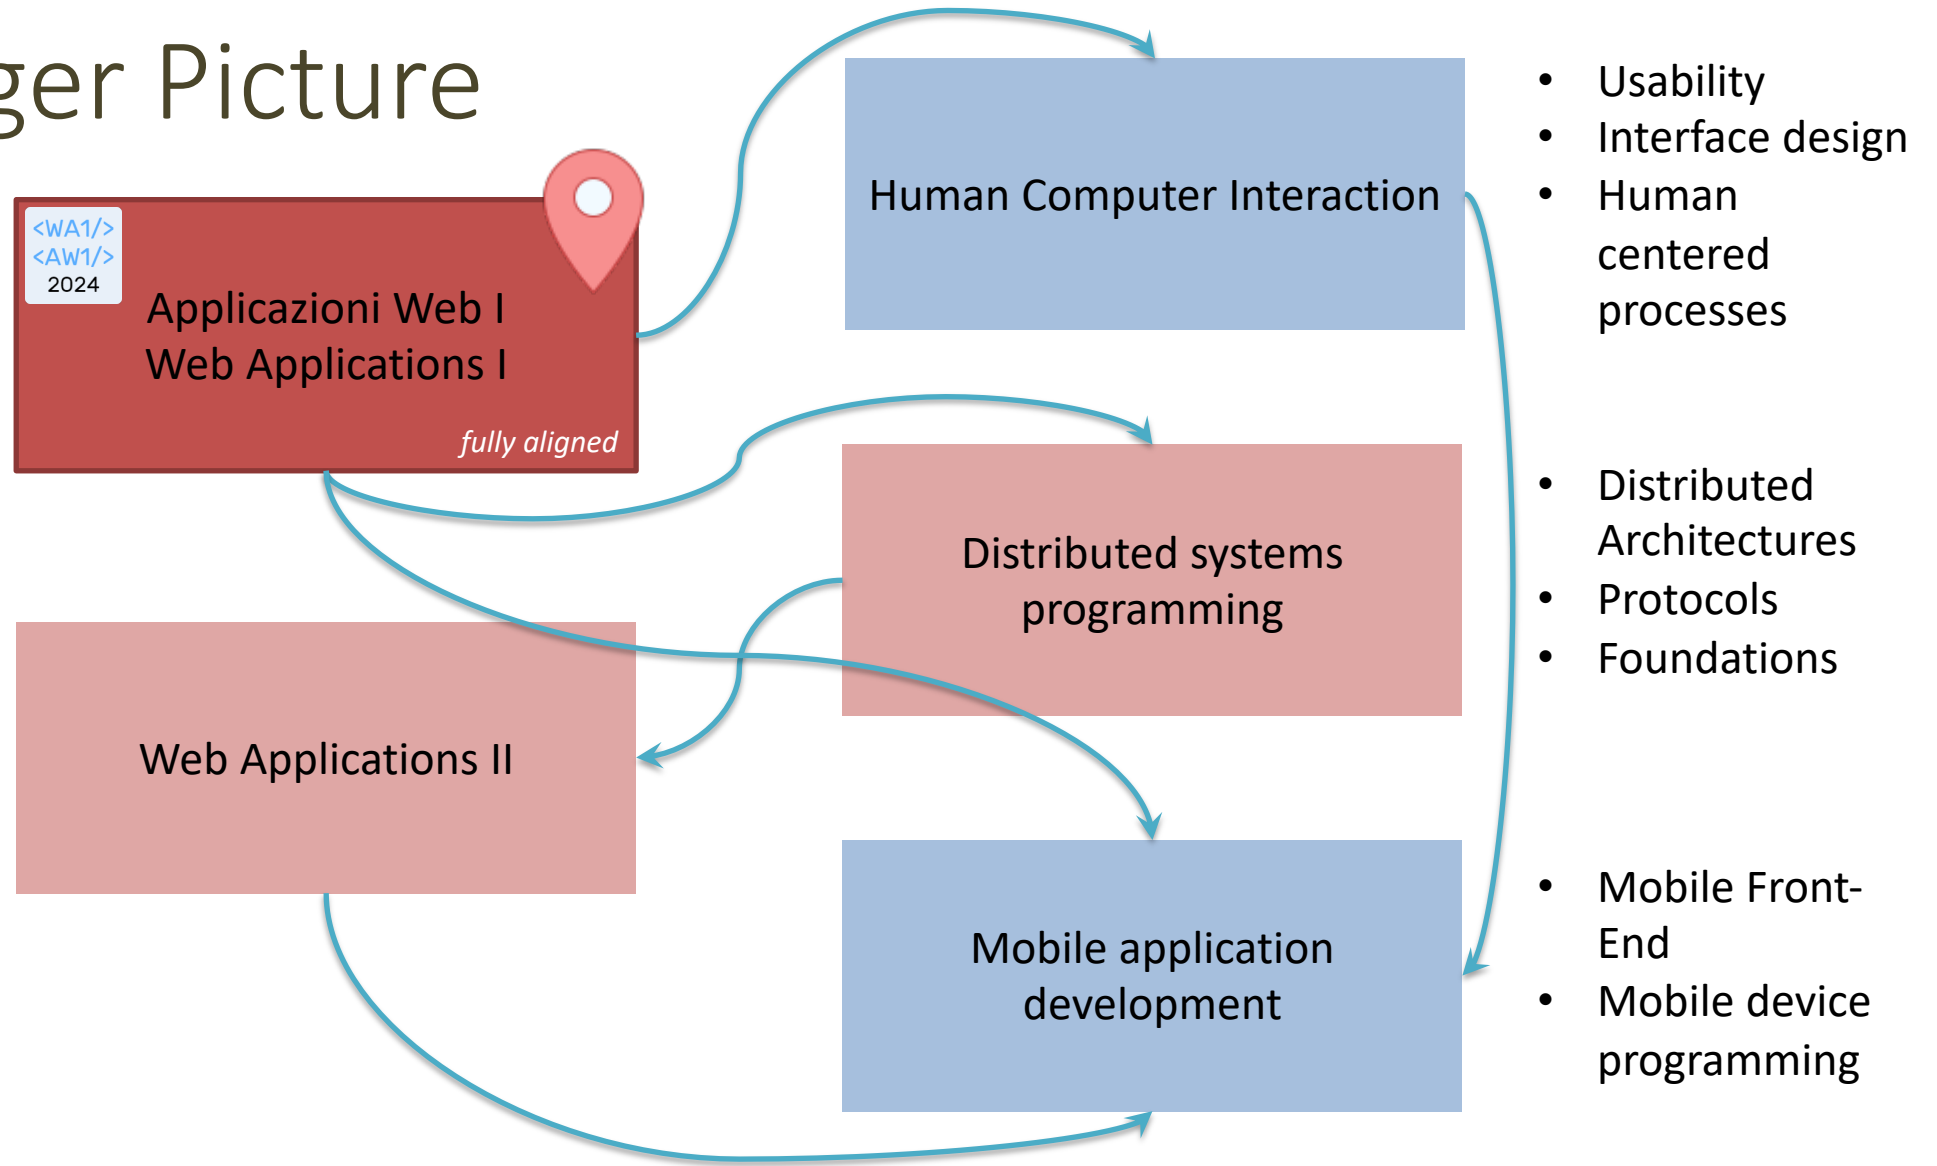 ger Picture
<WA1/>
<AW1/>
2024
Applicazioni Web I
Web Applications I
fully aligned
Human Computer Interaction
• Usability
• Interface design
• Human
centered
processes
Distributed systems
programming
• Distributed
Architectures
• Protocols
• Foundations
Web Applications II
Mobile application
development
• Mobile Front-
End
• Mobile device
programming